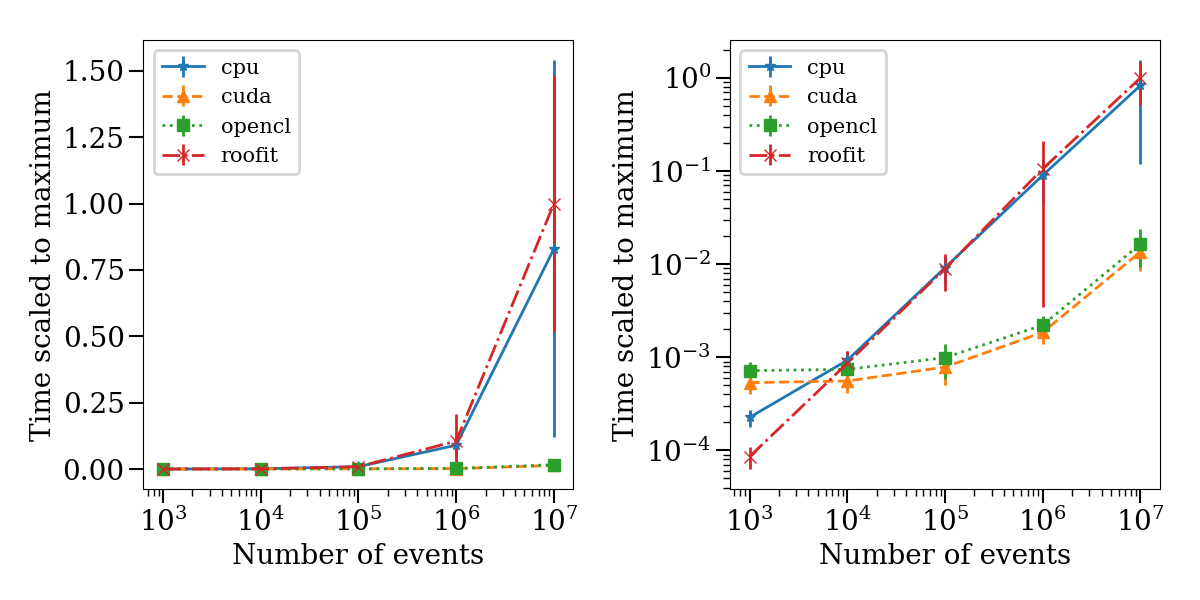 Time scaled to maximum
1.50
1.25
1.00
0.75
0.50
0.25
0.00
cpu
cuda
opencl
roofit
10³ 10⁴ 10⁵ 10⁶ 10⁷
Number of events
Time scaled to maximum
10⁰
10⁻¹
10⁻²
10⁻³
10⁻⁴
cpu
cuda
opencl
roofit
10³ 10⁴ 10⁵ 10⁶ 10⁷
Number of events